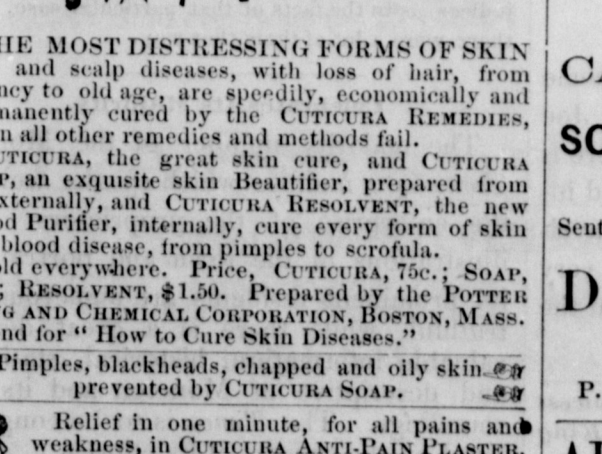 HE MOST DISTRESSING FORMS OF SKIN
and scalp diseases, with loss of hair, from
ncy to old age, are speedily, economically and
manently cured by the CUTICURA REMEDIES,
n all other remedies and methods fail.
UTICURA, the great skin cure, and CUTICURA
P, an exquisite skin Beautifier, prepared from
xternally, and CUTICURA RESOLVENT, the new
od Purifier, internally, cure every form of skin
blood disease, from pimples to scrofula.
old everywhere. Price, CUTICURA, 75c.; SOAP,
; RESOLVENT, $1.50. Prepared by the POTTER
G AND CHEMICAL CORPORATION, BOSTON, MASS.
nd for “ How to Cure Skin Diseases.”
Pimples, blackheads, chapped and oily skin
prevented by CUTICURA SOAP.
Relief in one minute, for all pains and
weakness, in CUTICURA ANTI-PAIN PLASTER,
CA
SC
Sent
D
P.